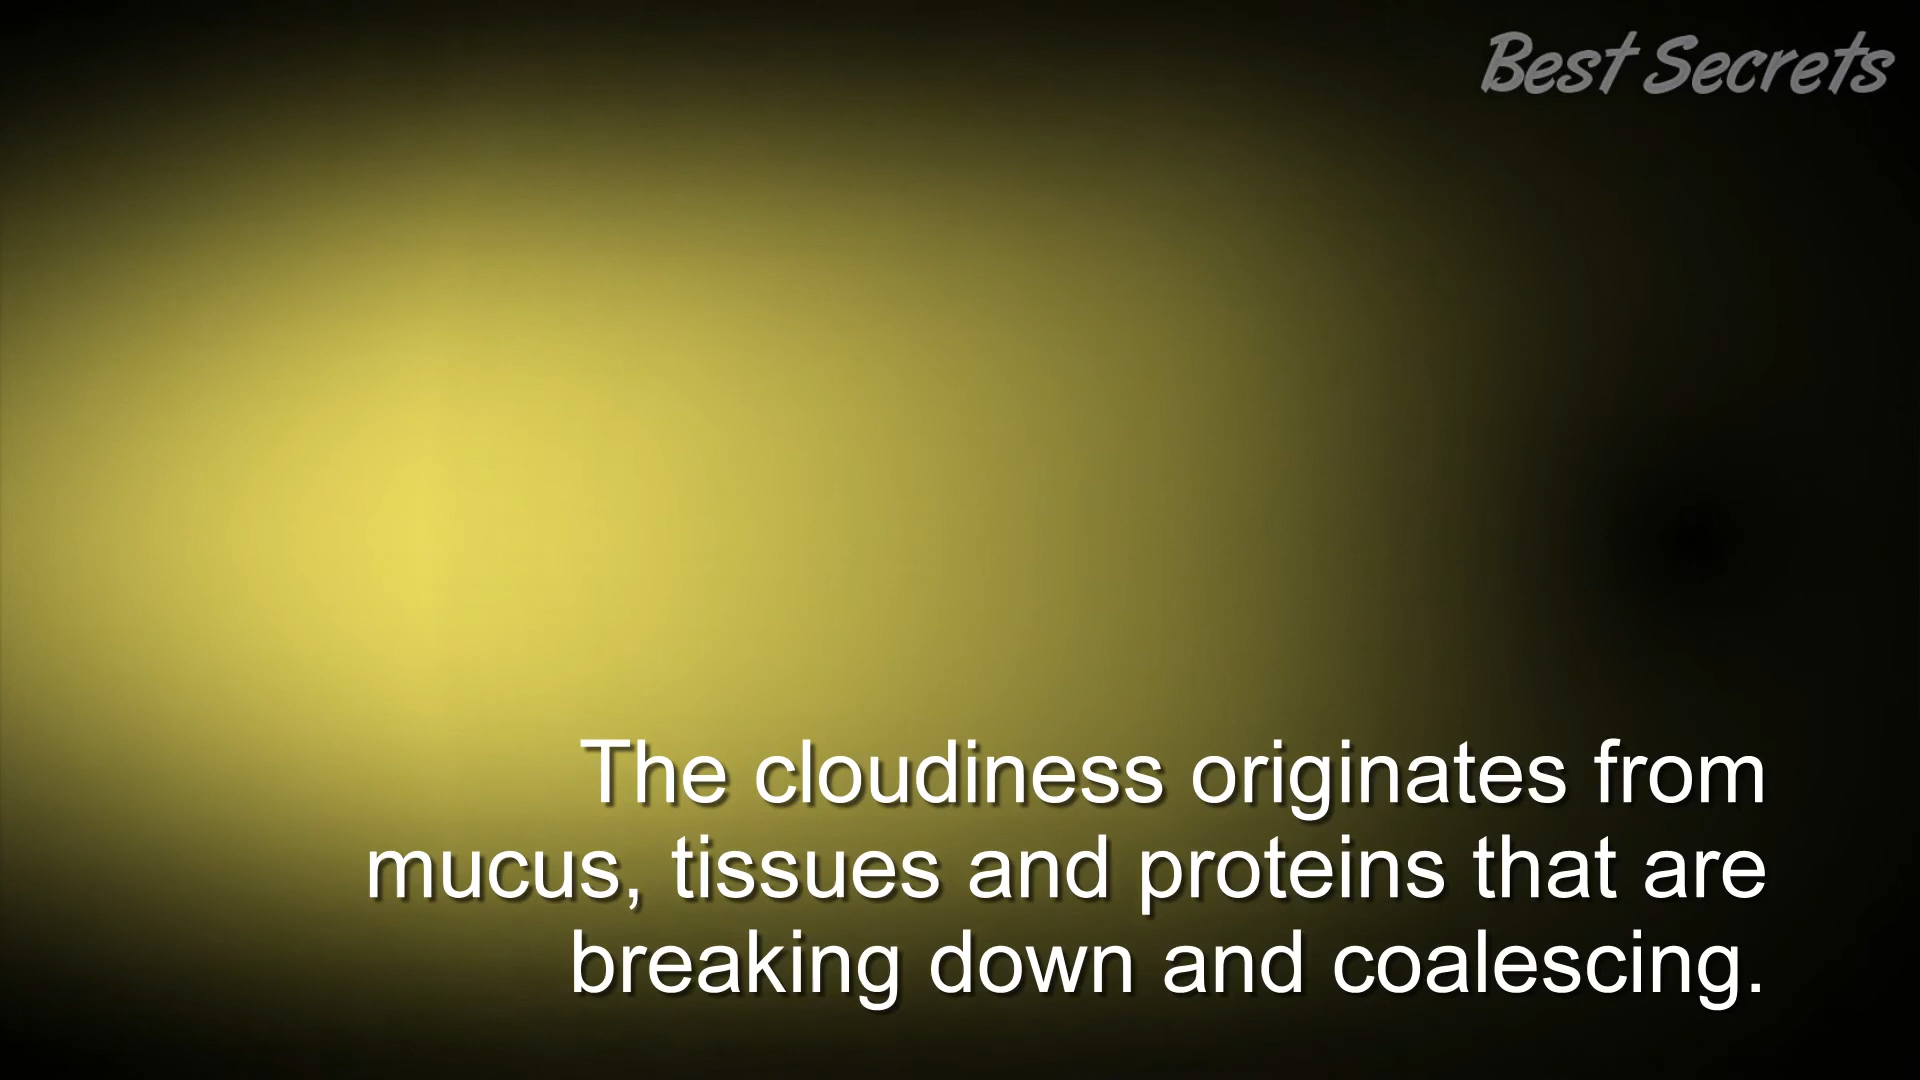 Best Secrets
The cloudiness originates from
mucus, tissues and proteins that are
breaking down and coalescing.